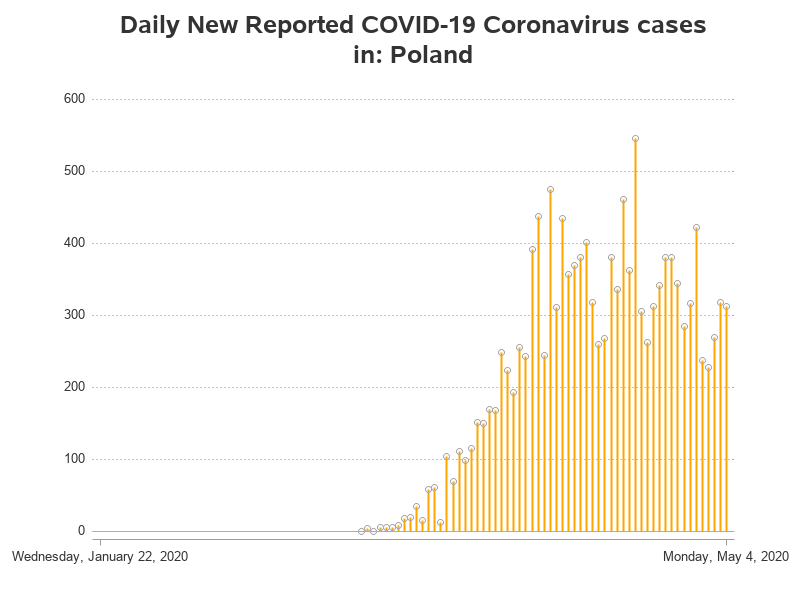 Daily New Reported COVID-19 Coronavirus cases
in: Poland
600
500
400
300
200
100
0
Wednesday, January 22, 2020
Monday, May 4, 2020